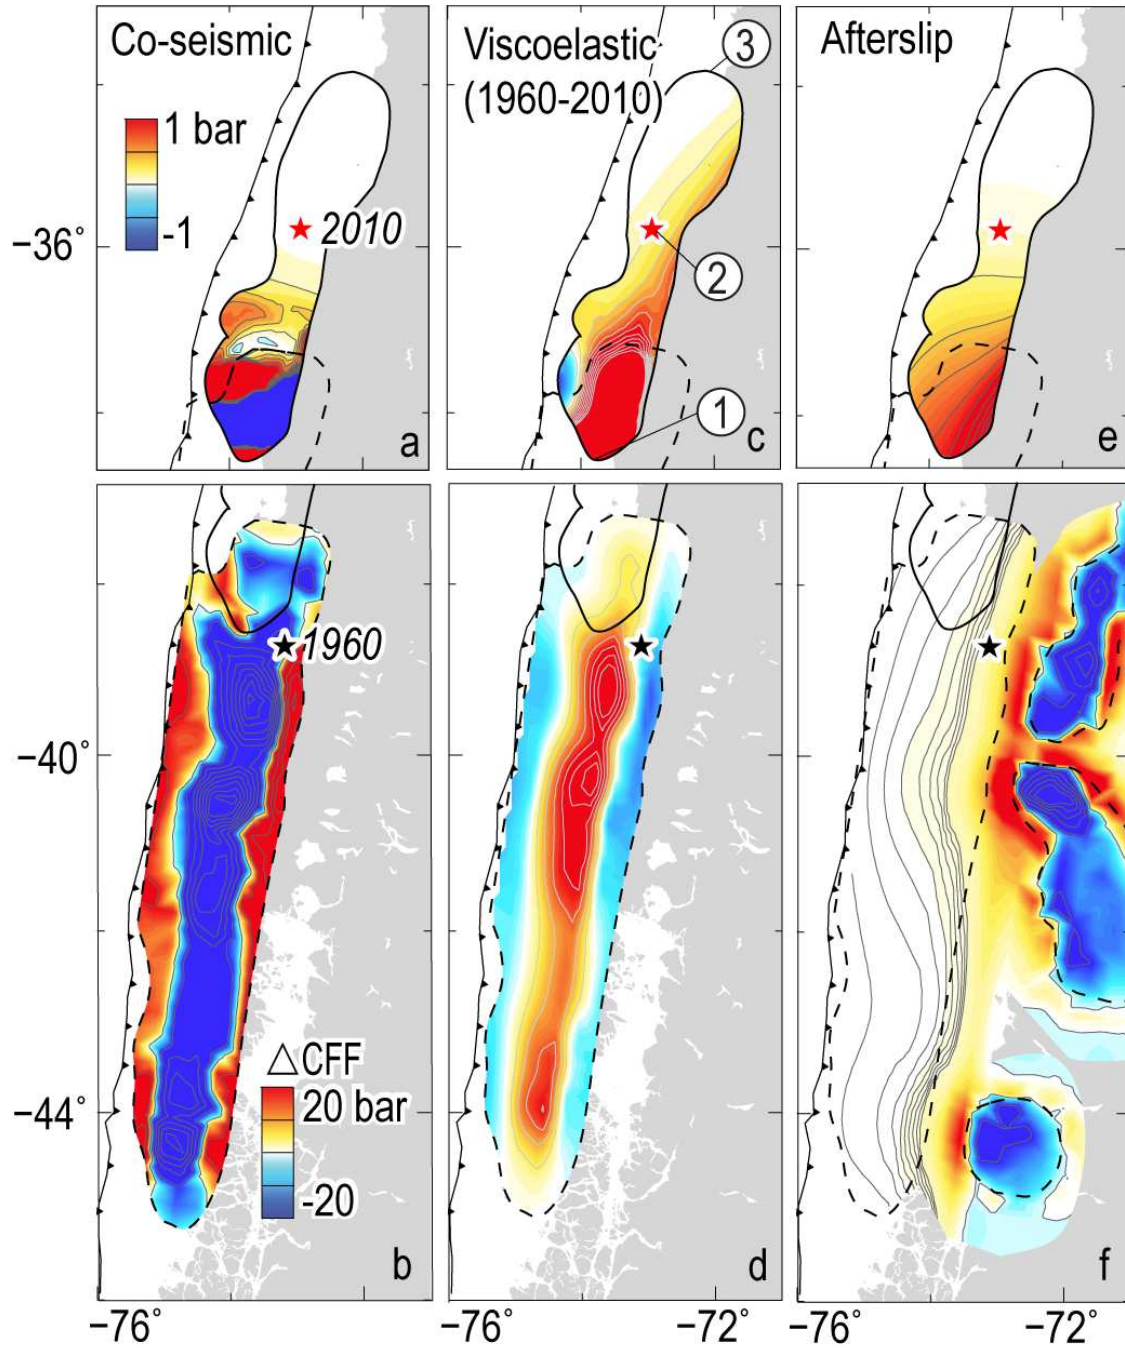 Co-seismic
Viscoelastic
(1960-2010)
Afterslip
1 bar
-1
2010
3
2
1
−36°
a
c
e
1960
−40°
−44°
△CFF
20 bar
-20
b
d
f
−76°
−76°
−72°
−76°
−72°